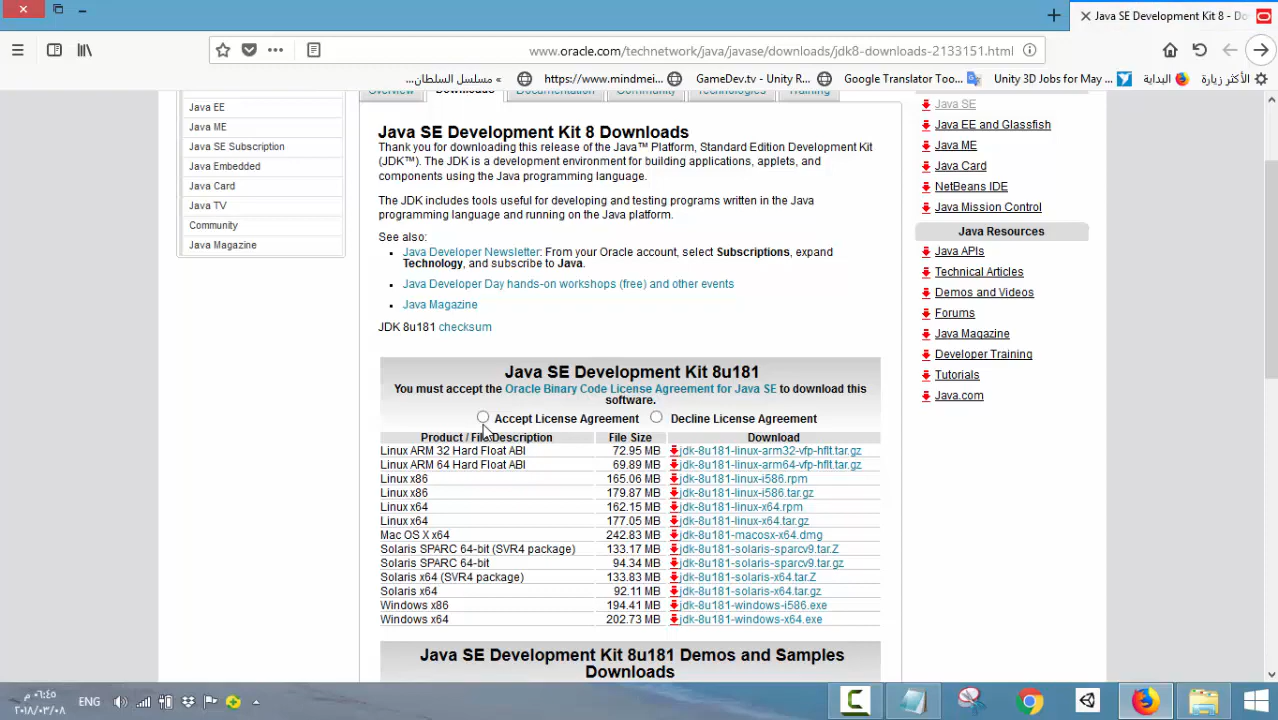 Java SE Development Kit 8 - Do
www.oracle.com/technetwork/java/javase/downloads/jdk8-downloads-2133151.html
الأكثر زيارة
البداية
Unity 3D Jobs for May ...
Google Translator Too...
GameDev.tv - Unity R...
https://www.mindmei...
مسلسل السلطان...
»
Overview
Downloads
Documentation
Community
Technologies
Training
Java EE
Java ME
Java SE Subscription
Java Embedded
Java Card
Java TV
Community
Java Magazine
Java SE Development Kit 8 Downloads
Thank you for downloading this release of the Java™ Platform, Standard Edition Development Kit
(JDK™). The JDK is a development environment for building applications, applets, and
components using the Java programming language.
The JDK includes tools useful for developing and testing programs written in the Java
programming language and running on the Java platform.
See also:
• Java Developer Newsletter: From your Oracle account, select Subscriptions, expand
Technology, and subscribe to Java.
• Java Developer Day hands-on workshops (free) and other events
• Java Magazine
JDK 8u181 checksum
Java SE Development Kit 8u181
You must accept the Oracle Binary Code License Agreement for Java SE to download this
software.
Accept License Agreement Decline License Agreement
Product / File Description File Size Download
Linux ARM 32 Hard Float ABI 72.95 MB jdk-8u181-linux-arm32-vfp-hflt.tar.gz
Linux ARM 64 Hard Float ABI 69.89 MB jdk-8u181-linux-arm64-vfp-hflt.tar.gz
Linux x86 165.06 MB jdk-8u181-linux-i586.rpm
Linux x86 179.87 MB jdk-8u181-linux-i586.tar.gz
Linux x64 162.15 MB jdk-8u181-linux-x64.rpm
Linux x64 177.05 MB jdk-8u181-linux-x64.tar.gz
Mac OS X x64 242.83 MB jdk-8u181-macosx-x64.dmg
Solaris SPARC 64-bit (SVR4 package) 133.17 MB jdk-8u181-solaris-sparcv9.tar.Z
Solaris SPARC 64-bit 94.34 MB jdk-8u181-solaris-sparcv9.tar.gz
Solaris x64 (SVR4 package) 133.83 MB jdk-8u181-solaris-x64.tar.Z
Solaris x64 92.11 MB jdk-8u181-solaris-x64.tar.gz
Windows x86 194.41 MB jdk-8u181-windows-i586.exe
Windows x64 202.73 MB jdk-8u181-windows-x64.exe
Java SE Development Kit 8u181 Demos and Samples
Downloads
Java SE
Java EE and Glassfish
Java ME
Java Card
NetBeans IDE
Java Mission Control
Java Resources
Java APIs
Technical Articles
Demos and Videos
Forums
Java Magazine
Developer Training
Tutorials
Java.com
٠٦:٤٥ م
٢٠١٨/٠٣/٠٨
ENG